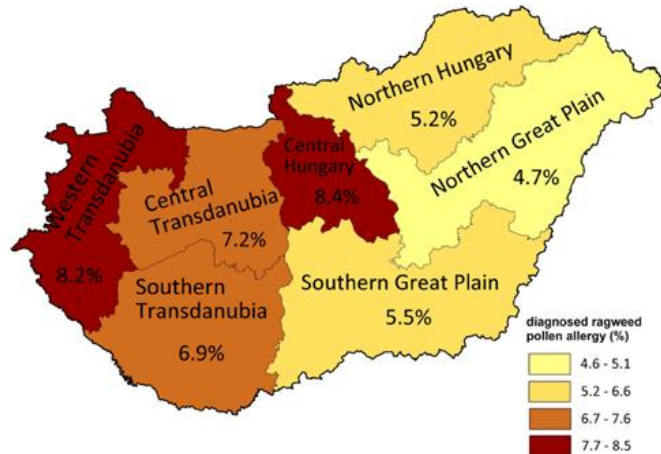 Northern Hungary
5.2%
Northern Great Plain
4.7%
Western
Transdanubia
8.2%
Central
Transdanubia
7.2%
Central
Hungary
8.4%
Southern
Transdanubia
6.9%
Southern Great Plain
5.5%
diagnosed ragweed
pollen allergy (%)
4.6 - 5.1
5.2 - 6.6
6.7 - 7.6
7.7 - 8.5